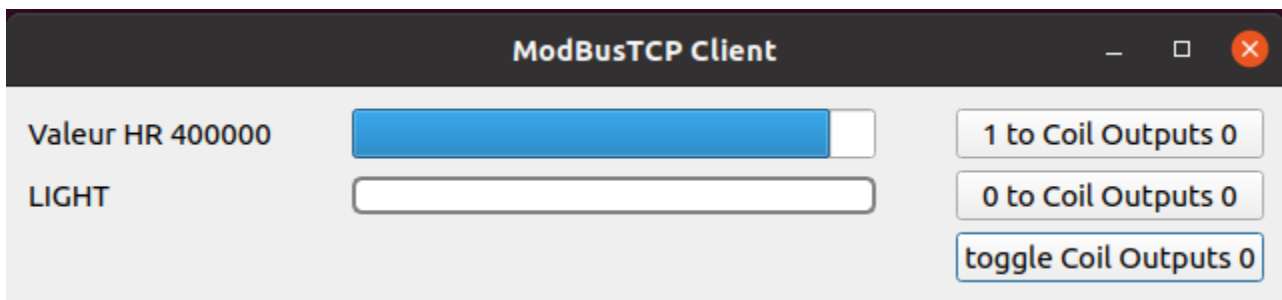 ModBusTCP Client
Valeur HR 400000
1 to Coil Outputs 0
LIGHT
0 to Coil Outputs 0
toggle Coil Outputs 0